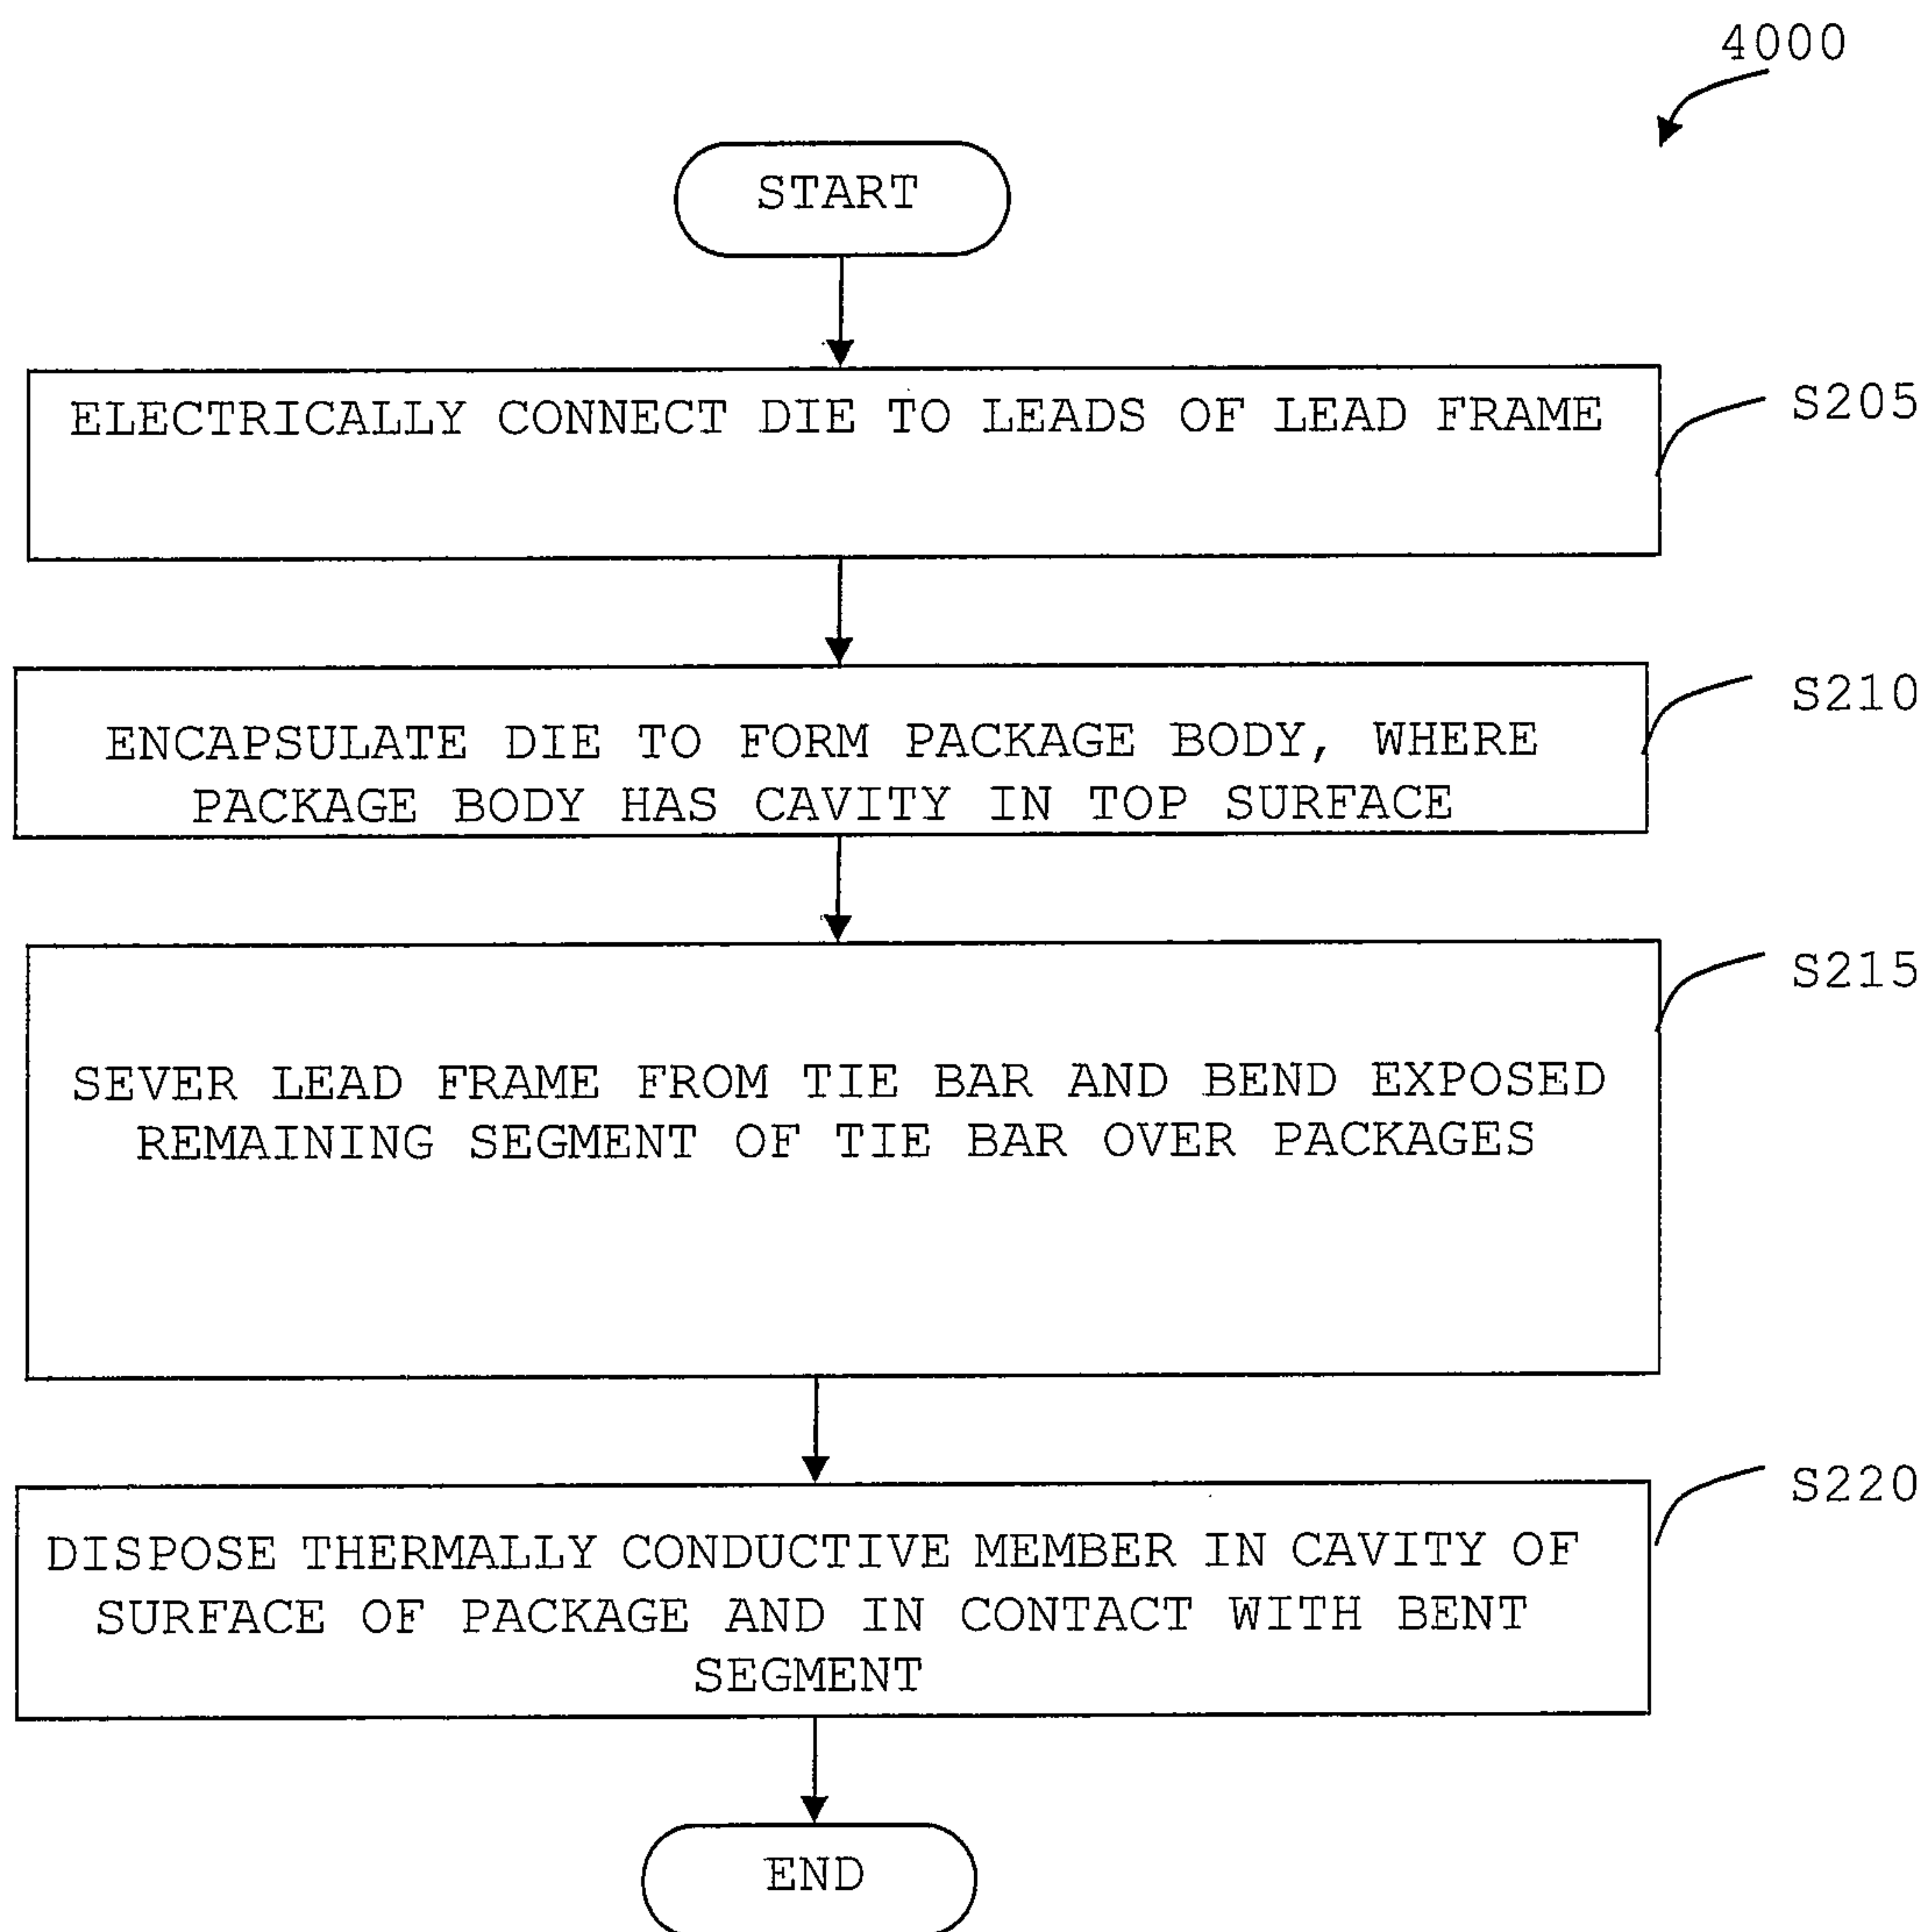 4000
START
ELECTRICALLY CONNECT DIE TO LEADS OF LEAD FRAME
S205
ENCAPSULATE DIE TO FORM PACKAGE BODY, WHERE
PACKAGE BODY HAS CAVITY IN TOP SURFACE
S210
SEVER LEAD FRAME FROM TIE BAR AND BEND EXPOSED
REMAINING SEGMENT OF TIE BAR OVER PACKAGES
S215
DISPOSE THERMALLY CONDUCTIVE MEMBER IN CAVITY OF
SURFACE OF PACKAGE AND IN CONTACT WITH BENT
SEGMENT
S220
END